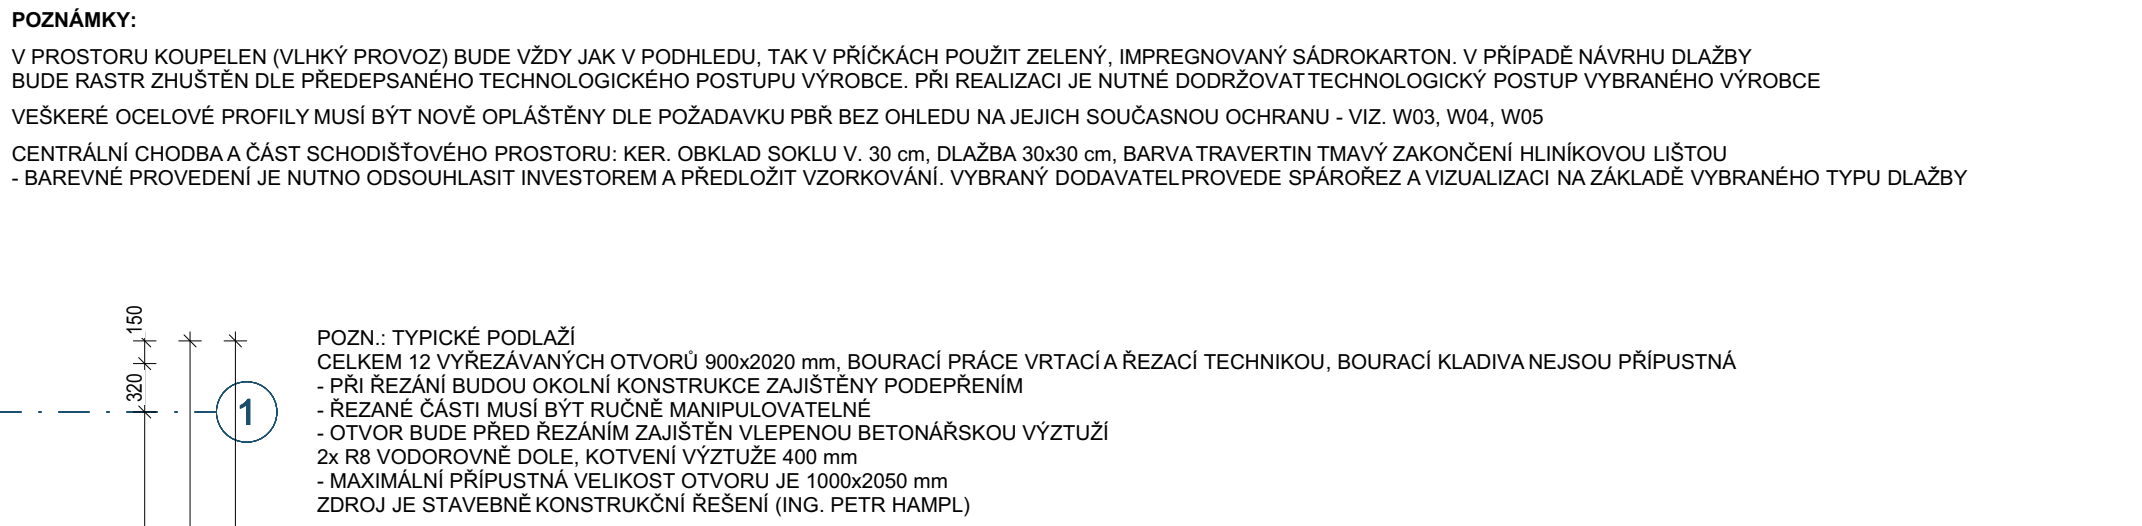 POZNÁMKY:
V PROSTORU KOUPELEN (VLHKÝ PROVOZ) BUDE VŽDY JAK V PODHLEDU, TAK V PŘÍČKÁCH POUŽIT ZELENÝ, IMPREGNOVANÝ SÁDROKARTON. V PŘÍPADĚ NÁVRHU DLAŽBY
BUDE RASTR ZHUŠTĚN DLE PŘEDEPSANÉHO TECHNOLOGICKÉHO POSTUPU VÝROBCE. PŘI REALIZACI JE NUTNÉ DODRŽOVAT TECHNOLOGICKÝ POSTUP VYBRANÉHO VÝROBCE
VEŠKERÉ OCELOVÉ PROFILY MUSÍ BÝT NOVĚ OPLÁŠTĚNY DLE POŽADAVKU PBŘ BEZ OHLEDU NA JEJICH SOUČASNOU OCHRANU - VIZ. W03, W04, W05
CENTRÁLNÍ CHODBA A ČÁST SCHODIŠŤOVÉHO PROSTORU: KER. OBKLAD SOKLU V. 30 cm, DLAŽBA 30x30 cm, BARVA TRAVERTIN TMAVÝ ZAKONČENÍ HLINÍKOVOU LIŠTOU
- BAREVNÉ PROVEDENÍ JE NUTNO ODSOUHLASIT INVESTOREM A PŘEDLOŽIT VZORKOVÁNÍ. VYBRANÝ DODAVATEL PROVEDE SPÁROŘEZ A VIZUALIZACI NA ZÁKLADĚ VYBRANÉHO TYPU DLAŽBY
150
320
1
POZN.: TYPICKÉ PODLAŽÍ
CELKEM 12 VYŘEZÁVANÝCH OTVORŮ 900x2020 mm, BOURACÍ PRÁCE VRTACÍ A ŘEZACÍ TECHNIKOU, BOURACÍ KLADIVA NEJSOU PŘÍPUSTNÁ
- PŘI ŘEZÁNÍ BUDOU OKOLNÍ KONSTRUKCE ZAJIŠTĚNY PODEPŘENÍM
- ŘEZANÉ ČÁSTI MUSÍ BÝT RUČNĚ MANIPULOVATELNÉ
- OTVOR BUDE PŘED ŘEZÁNÍM ZAJIŠTĚN VLEPENOU BETONÁŘSKOU VÝZTUŽÍ
2x R8 VODOROVNĚ DOLE, KOTVENÍ VÝZTUŽE 400 mm
- MAXIMÁLNÍ PŘÍPUSTNÁ VELIKOST OTVORU JE 1000x2050 mm
ZDROJ JE STAVEBNĚ KONSTRUKČNÍ ŘEŠENÍ (ING. PETR HAMPL)